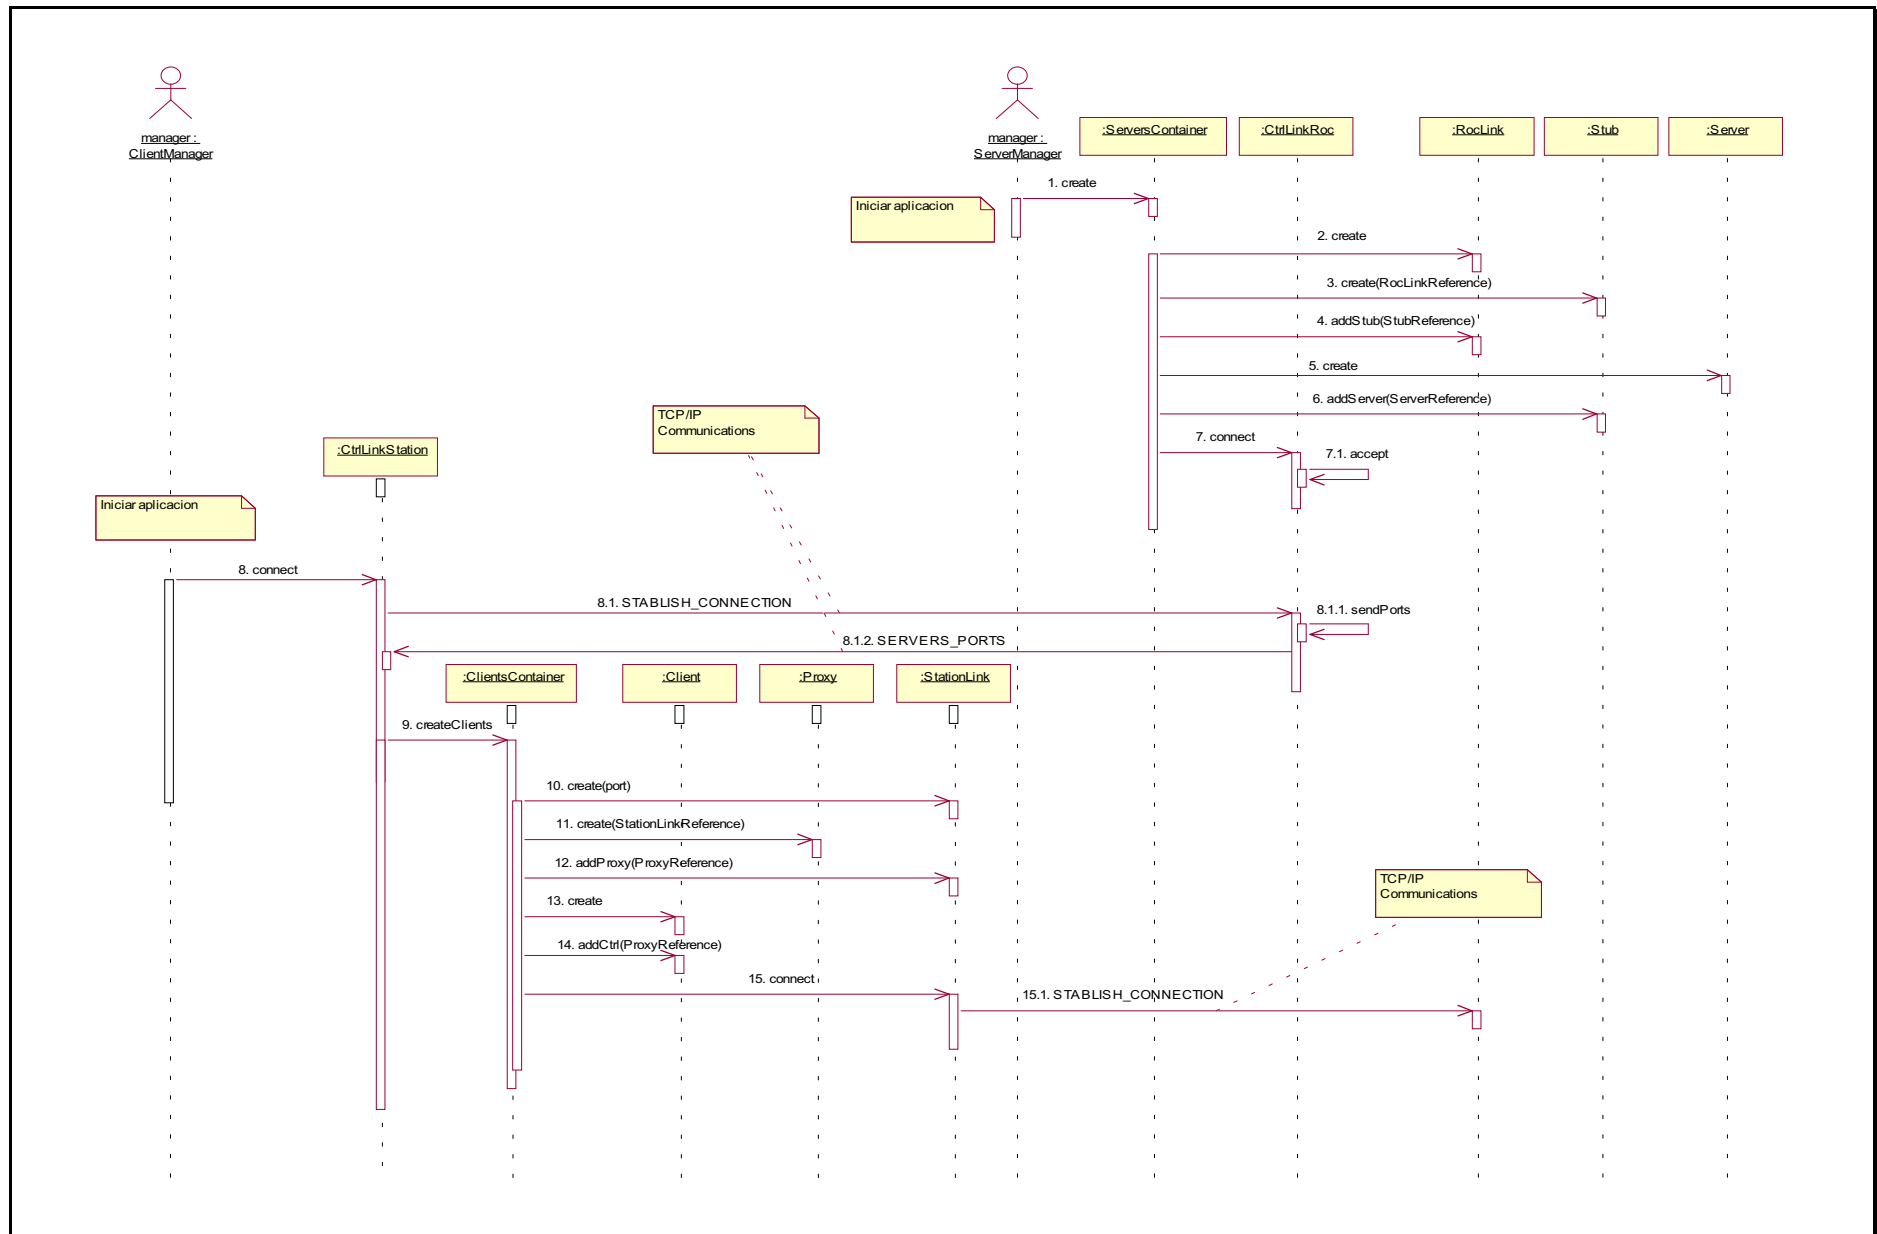 manager :
ClientManager
manager :
ServerManager
:ServersContainer
:CtrlLinkRoc
:RocLink
:Stub
:Server
1. create
Iniciar aplicacion
2. create
3. create(RocLinkReference)
4. addStub(StubReference)
5. create
6. addServer(ServerReference)
TCP/IP
Communications
7. connect
7.1. accept
:CtrlLinkStation
Iniciar aplicacion
8. connect
8.1. STABLISH_CONNECTION
8.1.1. sendPorts
8.1.2. SERVERS_PORTS
:ClientsContainer
:Client
:Proxy
:StationLink
9. createClients
10. create(port)
11. create(StationLinkReference)
12. addProxy(ProxyReference)
TCP/IP
Communications
13. create
14. addCtrl(ProxyReference)
15. connect
15.1. STABLISH_CONNECTION